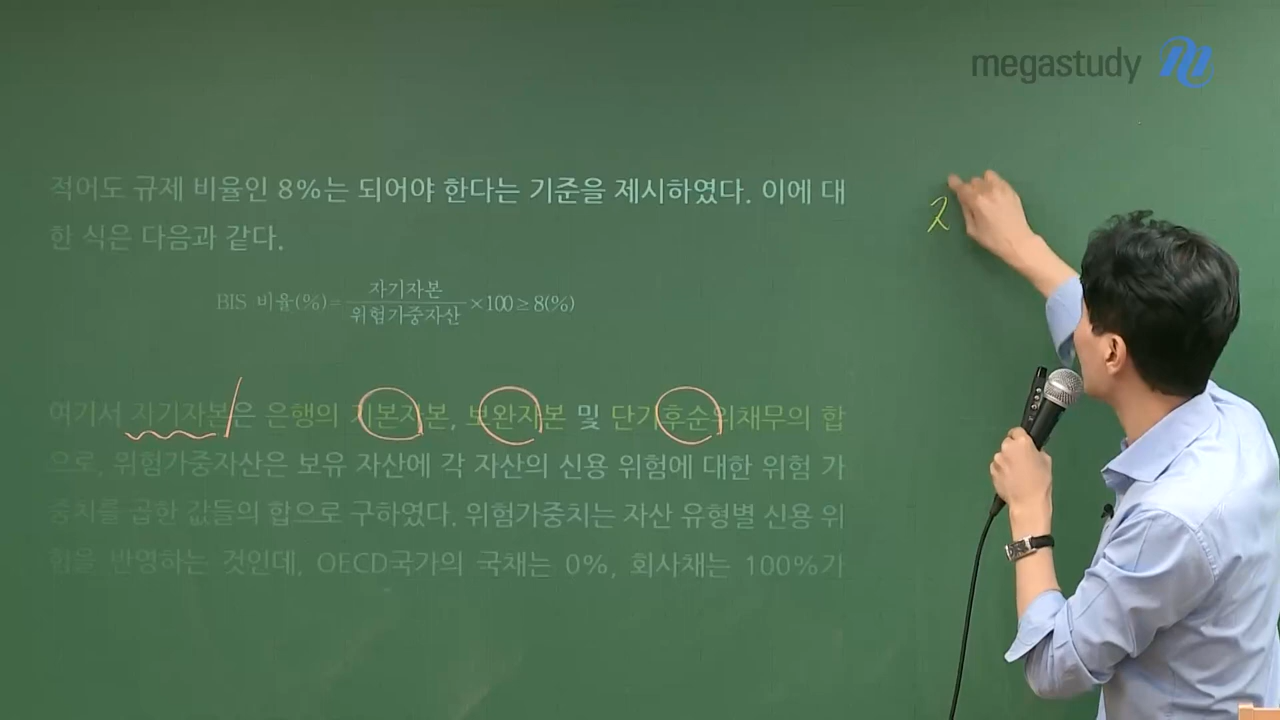 megastudy
적어도 규제 비율인 8%는 되어야 한다는 기준을 제시하였다. 이에 대
한 식은 다음과 같다.
BIS 비율(%)=자기자본/위험가중자산×100≥8(%)
여기서 자기자본은 은행의 기본자본, 보완자본 및 단기후순위채무의 합
으로, 위험가중자산은 보유 자산에 각 자산의 신용 위험에 대한 위험 가
중치를 곱한 값들의 합으로 구하였다. 위험가중치는 자산 유형별 신용 위
험을 반영하는 것인데, OECD국가의 국채는 0%, 회사채는 100%가